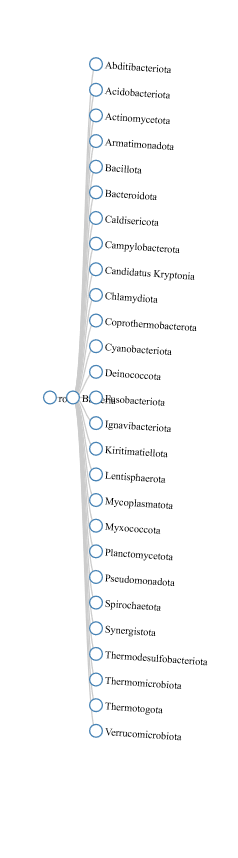 Abditibacteriota
Acidobacteriota
Actinomycetota
Armatimonadota
Bacillota
Bacteroidota
Caldisericota
Campylobacterota
Candidatus Kryptonia
Chlamydiota
Coprothermobacterota
Cyanobacteriota
Deinococcota
Fusobacteriota
Ignavibacteriota
Kiritimatiellota
Lentisphaerota
Mycoplasmatota
Myxococcota
Planctomycetota
Pseudomonadota
Spirochaetota
Synergistota
Thermodesulfobacteriota
Thermomicrobiota
Thermotogota
Verrucomicrobiota